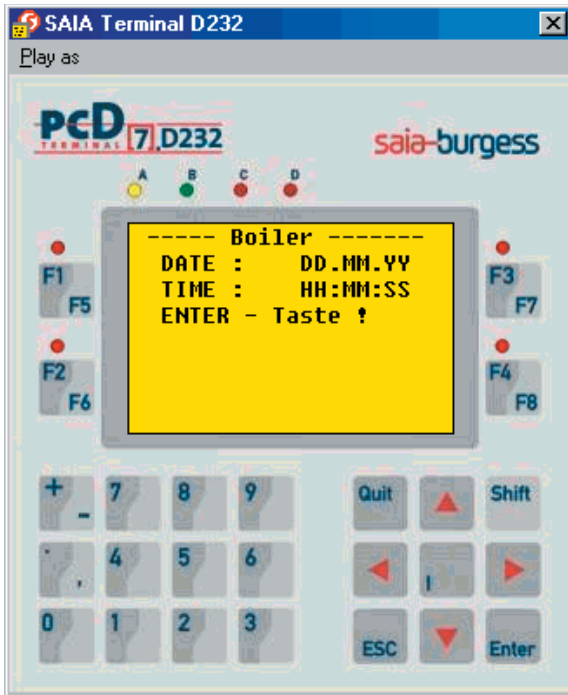 SAIA Terminal D232
Play as
PCD [7].D232
TERMINAL
saia-burgess
A B C D
----- Boiler -------
DATE : DD.MM.YY
TIME : HH:MM:SS
ENTER - Taste !
F1 F5
F3 F7
F2 F6
F4 F8
+ - 7 8 9 Quit Shift
. , 4 5 6 I
0 1 2 3 ESC Enter